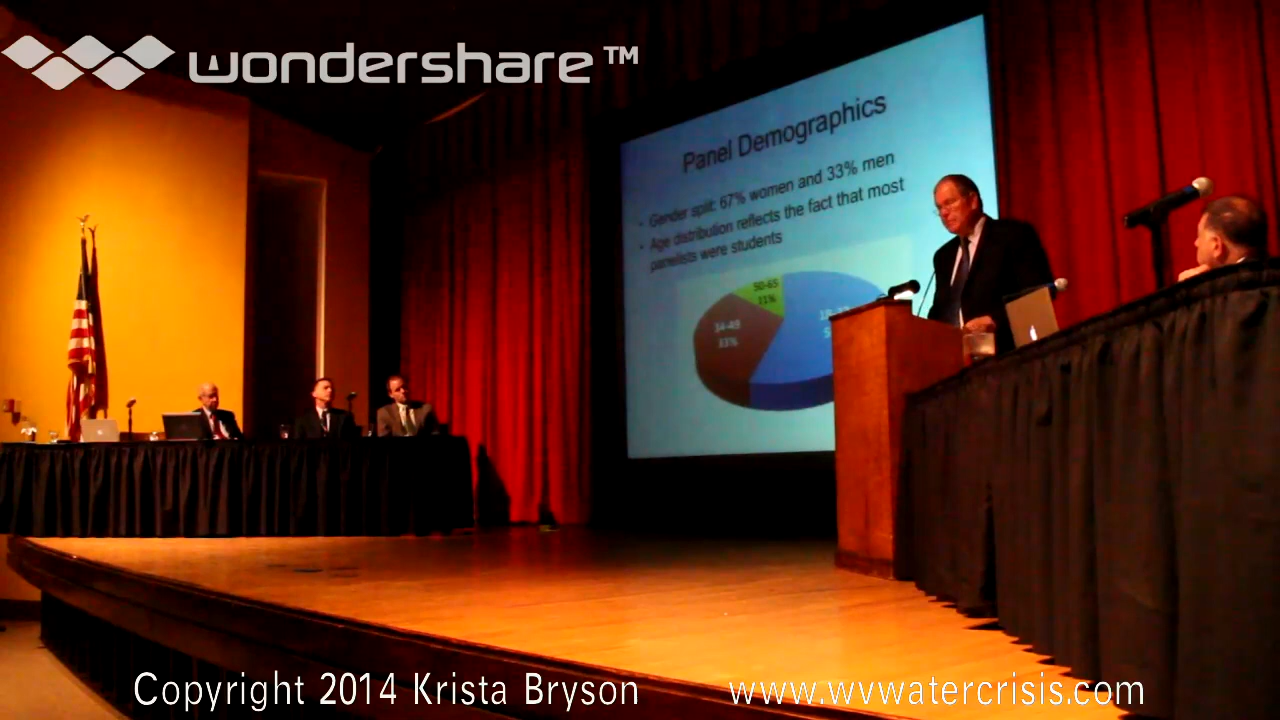 wondershare™
Panel Demographics
• Gender split: 67% women and 33% men
• Age distribution reflects the fact that most
panelists were students
50-65
11%
34-49
33%
Copyright 2014 Krista Bryson
www.wvwatercrisis.com